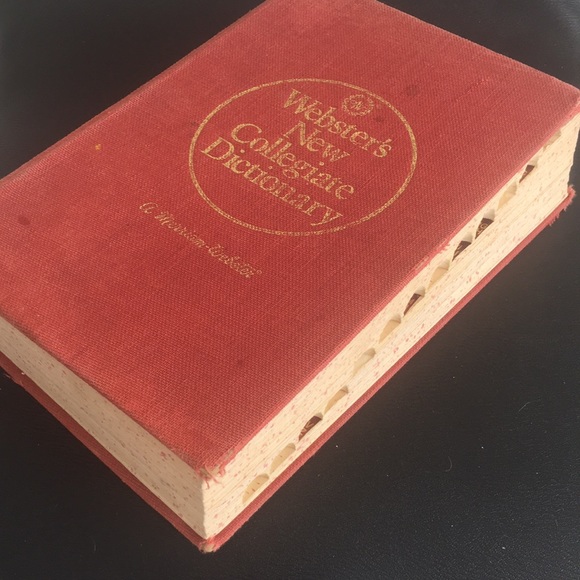 Webster's
New
Collegiate
Dictionary
a Merriam-Webster®